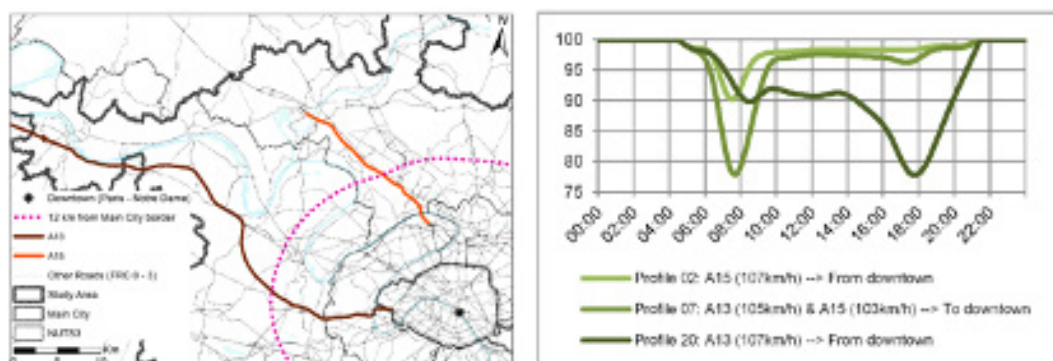 N
Downtown (Paris - Notre Dame)
12 km from Main City border
A13
A15
Other Roads (FRC 0 - 3)
Study Area
Main City
NUTS3
Km
100
95
90
85
80
75
00:00
02:00
04:00
06:00
08:00
10:00
12:00
14:00
16:00
18:00
20:00
22:00
Profile 02: A15 (107km/h) --> From downtown
Profile 07: A13 (105km/h) & A15 (103km/h) --> To downtown
Profile 20: A13 (107km/h) --> From downtown